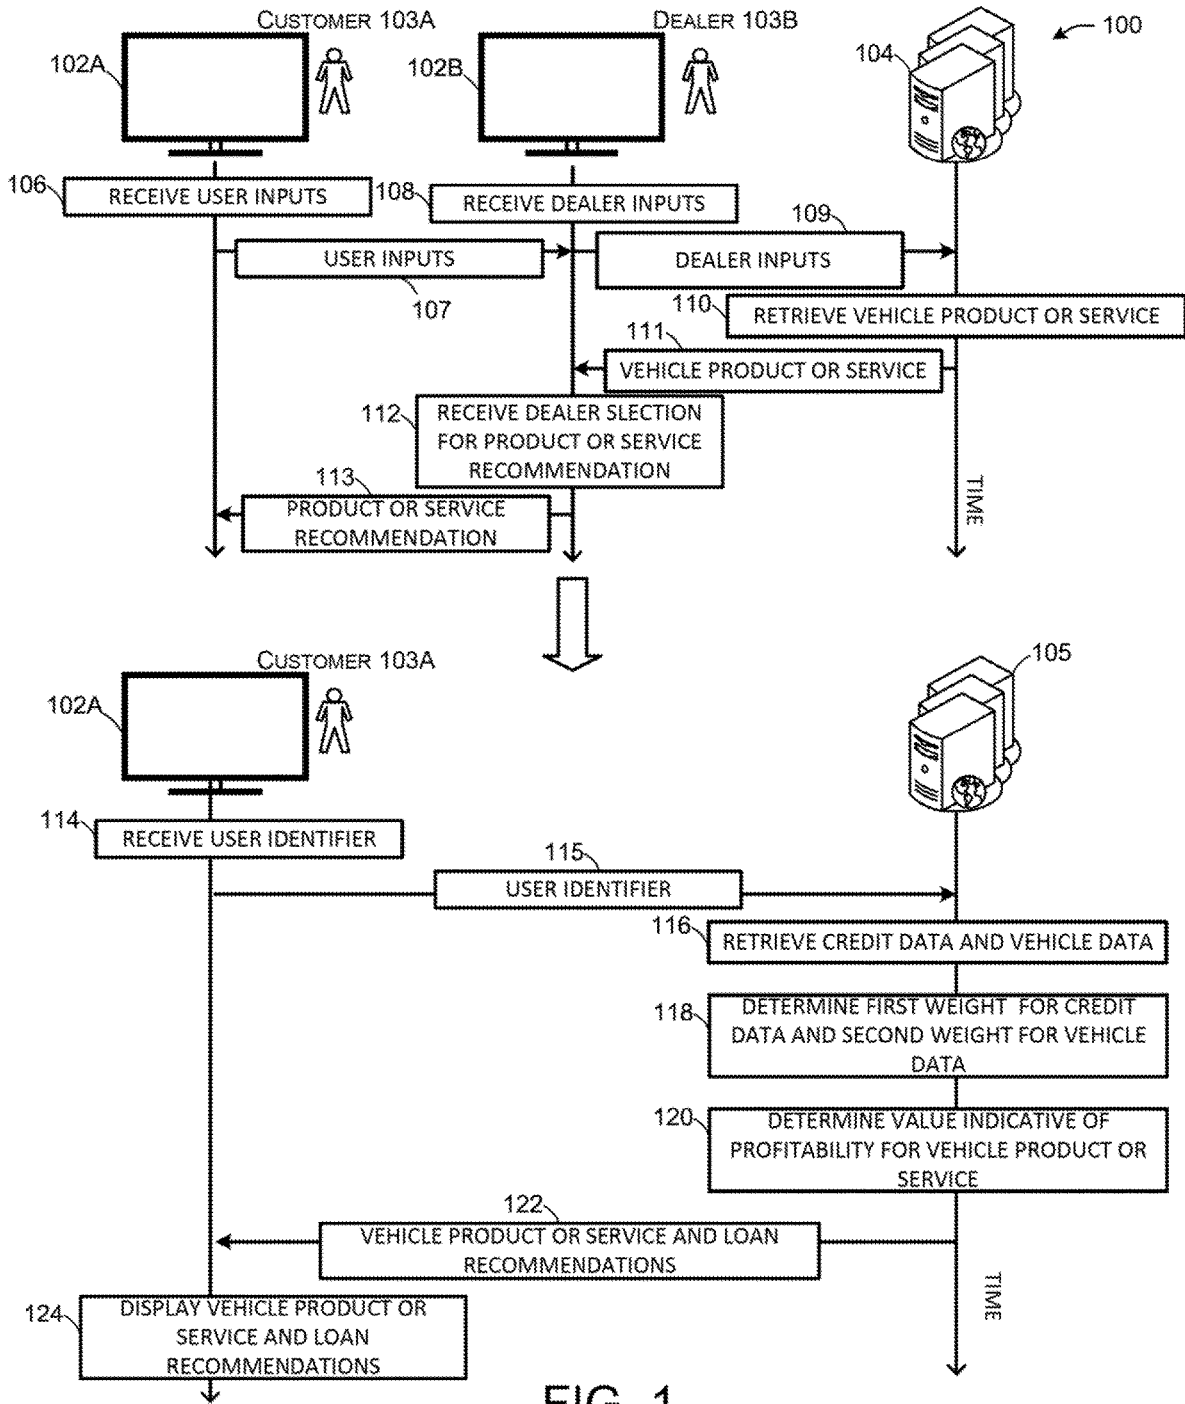 CUSTOMER 103A
DEALER 103B
100
102A
102B
104
106
RECEIVE USER INPUTS
108
RECEIVE DEALER INPUTS
109
USER INPUTS
DEALER INPUTS
107
110
RETRIEVE VEHICLE PRODUCT OR SERVICE
111
VEHICLE PRODUCT OR SERVICE
112
RECEIVE DEALER SLECTION
FOR PRODUCT OR SERVICE
RECOMMENDATION
113
PRODUCT OR SERVICE
RECOMMENDATION
TIME
CUSTOMER 103A
105
102A
114
RECEIVE USER IDENTIFIER
115
USER IDENTIFIER
116
RETRIEVE CREDIT DATA AND VEHICLE DATA
118
DETERMINE FIRST WEIGHT FOR CREDIT
DATA AND SECOND WEIGHT FOR VEHICLE
DATA
120
DETERMINE VALUE INDICATIVE OF
PROFITABILITY FOR VEHICLE PRODUCT OR
SERVICE
122
VEHICLE PRODUCT OR SERVICE AND LOAN
RECOMMENDATIONS
TIME
124
DISPLAY VEHICLE PRODUCT OR
SERVICE AND LOAN
RECOMMENDATIONS
FIG. 1